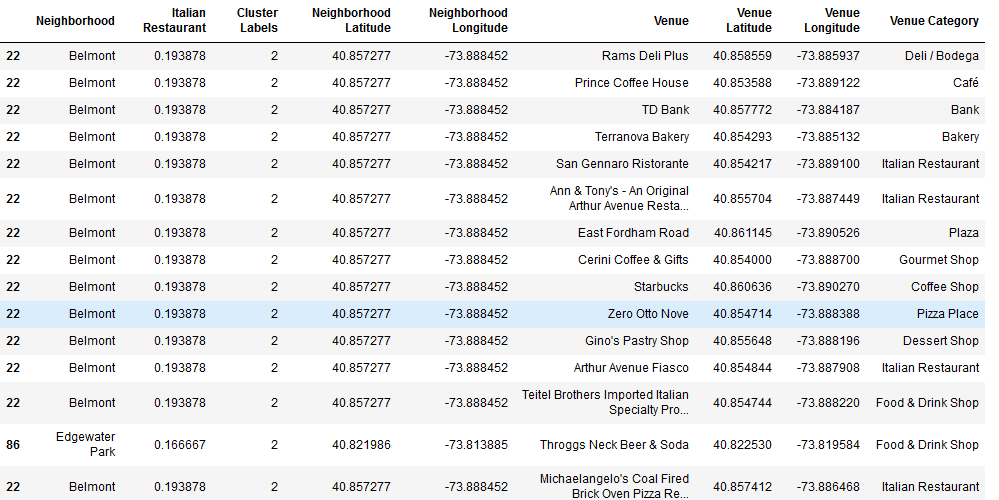 Neighborhood Italian Restaurant Cluster Labels Neighborhood Latitude Neighborhood Longitude Venue Venue Latitude Venue Longitude Venue Category
22 Belmont 0.193878 2 40.857277 -73.888452 Rams Deli Plus 40.858559 -73.885937 Deli / Bodega
22 Belmont 0.193878 2 40.857277 -73.888452 Prince Coffee House 40.853588 -73.889122 Café
22 Belmont 0.193878 2 40.857277 -73.888452 TD Bank 40.857772 -73.884187 Bank
22 Belmont 0.193878 2 40.857277 -73.888452 Terranova Bakery 40.854293 -73.885132 Bakery
22 Belmont 0.193878 2 40.857277 -73.888452 San Gennaro Ristorante 40.854217 -73.889100 Italian Restaurant
22 Belmont 0.193878 2 40.857277 -73.888452 Ann & Tony's - An Original Arthur Avenue Resta... 40.855704 -73.887449 Italian Restaurant
22 Belmont 0.193878 2 40.857277 -73.888452 East Fordham Road 40.861145 -73.890526 Plaza
22 Belmont 0.193878 2 40.857277 -73.888452 Cerini Coffee & Gifts 40.854000 -73.888700 Gourmet Shop
22 Belmont 0.193878 2 40.857277 -73.888452 Starbucks 40.860636 -73.890270 Coffee Shop
22 Belmont 0.193878 2 40.857277 -73.888452 Zero Otto Nove 40.854714 -73.888388 Pizza Place
22 Belmont 0.193878 2 40.857277 -73.888452 Gino's Pastry Shop 40.855648 -73.888196 Dessert Shop
22 Belmont 0.193878 2 40.857277 -73.888452 Arthur Avenue Fiasco 40.854844 -73.887908 Italian Restaurant
22 Belmont 0.193878 2 40.857277 -73.888452 Teitel Brothers Imported Italian Specialty Pro... 40.854744 -73.888220 Food & Drink Shop
86 Edgewater Park 0.166667 2 40.821986 -73.813885 Throggs Neck Beer & Soda 40.822530 -73.819584 Food & Drink Shop
22 Belmont 0.193878 2 40.857277 -73.888452 Michaelangelo's Coal Fired Brick Oven Pizza Re... 40.857412 -73.886468 Italian Restaurant